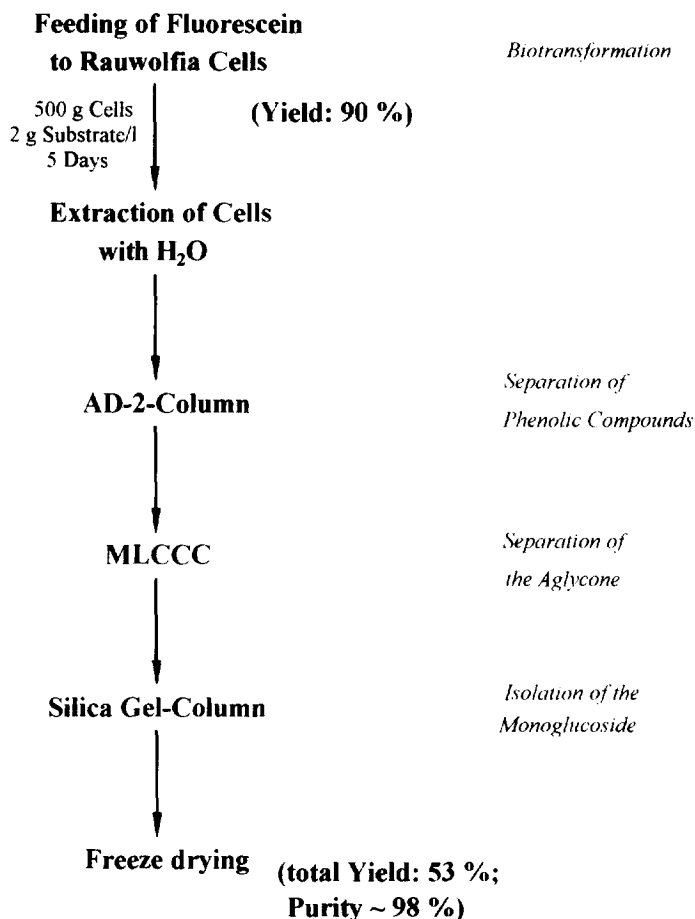 Feeding of Fluorescein
to Rauwolfia Cells
Biotransformation
500 g Cells
2 g Substrate/l
5 Days
(Yield: 90 %)
Extraction of Cells
with H₂O
AD-2-Column
Separation of
Phenolic Compounds
MLCCC
Separation of
the Aglycone
Silica Gel-Column
Isolation of the
Monoglucoside
Freeze drying
(total Yield: 53 %;
Purity ~ 98 %)